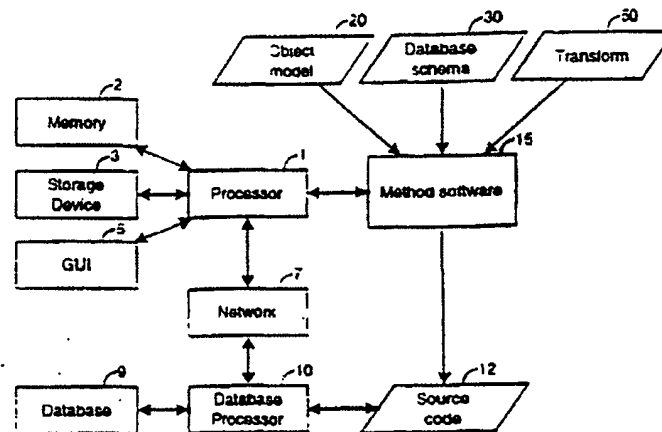 20
30
50
Object
model
Database
schema
Transform
2
Memory
3
Storage
Device
1
Processor
15
Method software
5
GUI
7
Network
9
Database
10
Database
Processor
12
Source
code